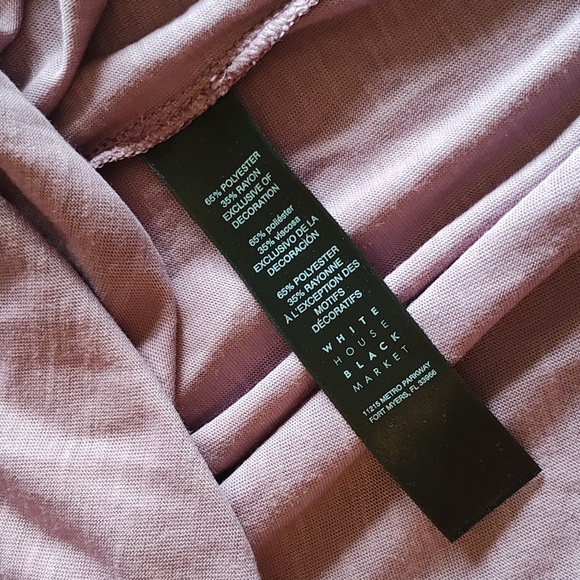 65% POLYESTER
35% RAYON
EXCLUSIVE OF
DECORATION
65% poliéster
35% viscosa
EXCLUSIVO DE LA
DECORACIÓN
65% POLYESTER
35% RAYONNE
À L'EXCEPTION DES
MOTIFS
DÉCORATIFS
WHITE
HOUSE
BLACK
MARKET
11215 METRO PARKWAY
FORT MYERS, FL 33966